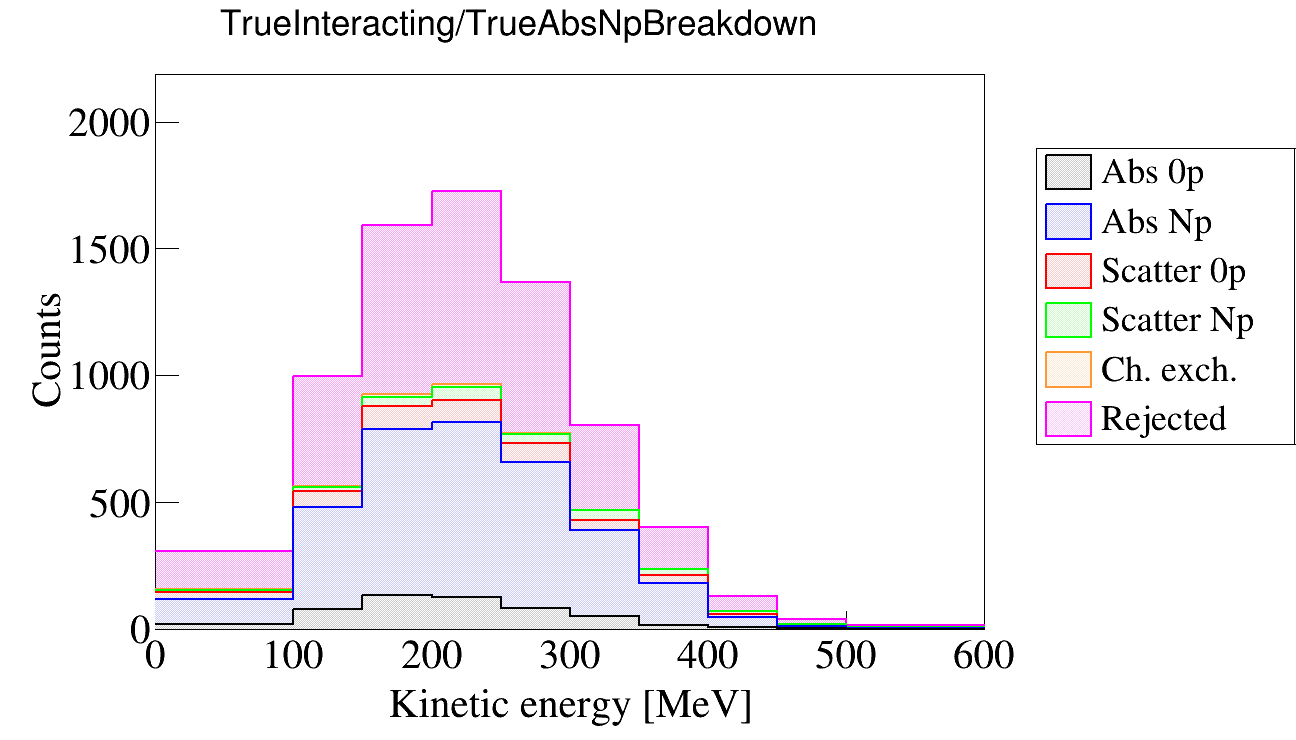 TrueInteracting/TrueAbsNpBreakdown
2000
1500
1000
500
0
Counts
0 100 200 300 400 500 600
Kinetic energy [MeV]
Abs 0p
Abs Np
Scatter 0p
Scatter Np
Ch. exch.
Rejected